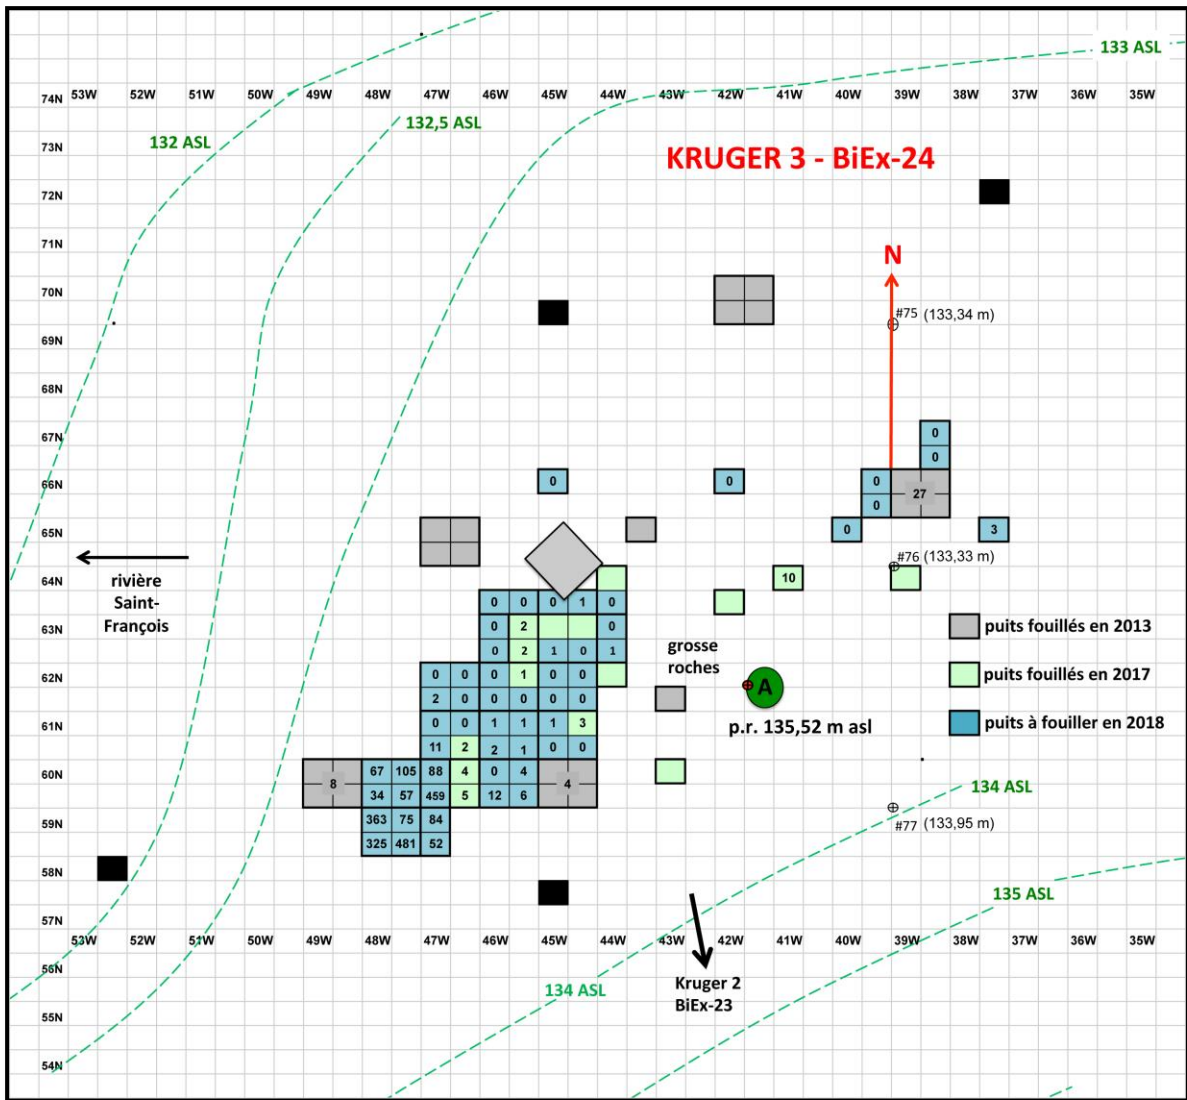 133 ASL
74N 53W 52W 51W 50W 49W 48W 47W 46W 45W 44W 43W 42W 41W 40W 39W 38W 36W 35W
132,5 ASL
132 ASL
73N
KRUGER 3 - BiEx-24
72N
71N
N
70N
#75 (133,34 m)
69N
68N
67N
0
0
66N
0 0 0 27
0
65N
0 3
#76 (133,33 m)
64N
10
rivière
Saint-
François
0 0 0 1 0
63N
0 2 0
puits fouillés en 2013
0 2 1 0 1
grosse
roches
62N
0 0 0 1 0 0
puits fouillés en 2017
A
2 0 0 0 0 0
61N
0 0 1 1 1 3
p.r. 135,52 m asl
puits à fouiller en 2018
11 2 2 1 0 0
60N
67 105 88 4 0 4
8 4
34 57 459 5 12 6
134 ASL
59N
363 75 84
#77 (133,95 m)
325 481 52
58N
135 ASL
57N
53W 52W 51W 50W 49W 48W 47W 46W 45W 44W 43W 42W 41W 40W 39W 38W 36W 35W
56N
134 ASL
Kruger 2
BiEx-23
55N
54N